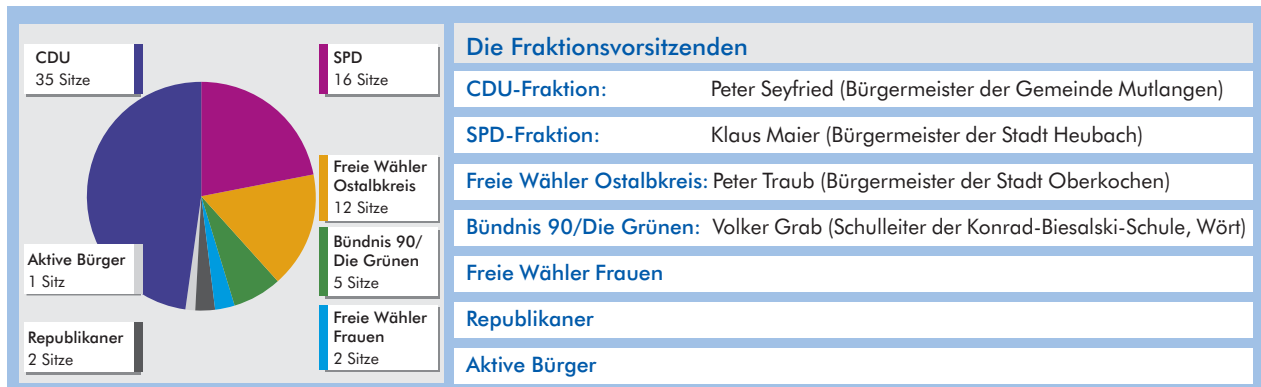 CDU
35 Sitze
SPD
16 Sitze
Freie Wähler
Ostalbkreis
12 Sitze
Bündnis 90/
Die Grünen
5 Sitze
Aktive Bürger
1 Sitz
Freie Wähler
Frauen
2 Sitze
Republikaner
2 Sitze
Die Fraktionsvorsitzenden
CDU-Fraktion: Peter Seyfried (Bürgermeister der Gemeinde Mutlangen)
SPD-Fraktion: Klaus Maier (Bürgermeister der Stadt Heubach)
Freie Wähler Ostalbkreis: Peter Traub (Bürgermeister der Stadt Oberkochen)
Bündnis 90/Die Grünen: Volker Grab (Schulleiter der Konrad-Biesalski-Schule, Wört)
Freie Wähler Frauen
Republikaner
Aktive Bürger